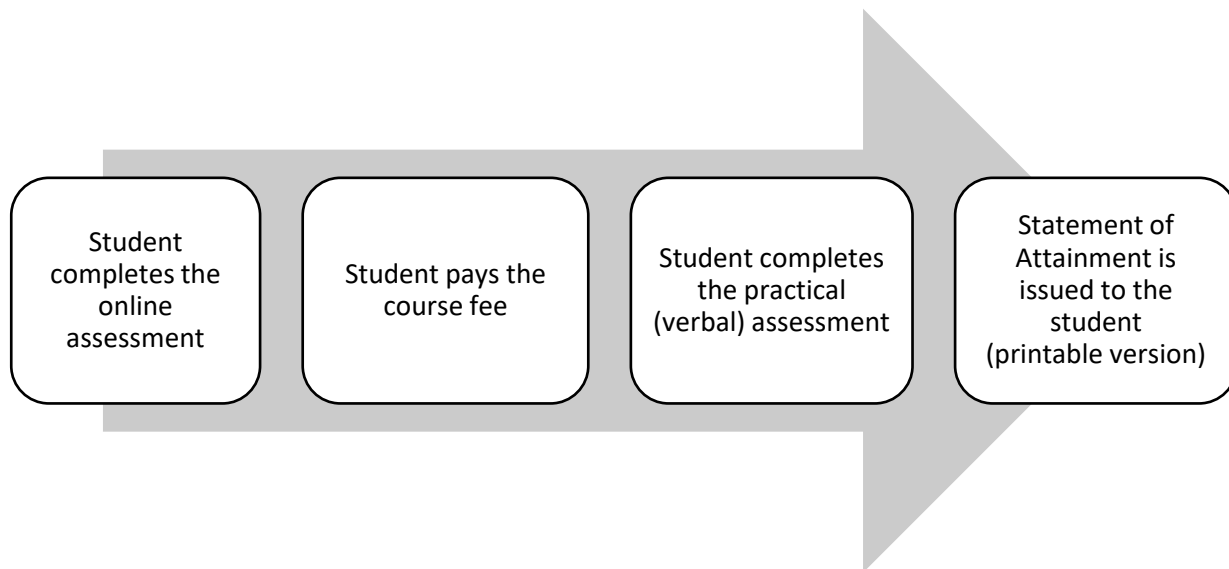 Student
completes the
online
assessment
Student pays the
course fee
Student completes
the practical
(verbal) assessment
Statement of
Attainment is
issued to the
student
(printable version)